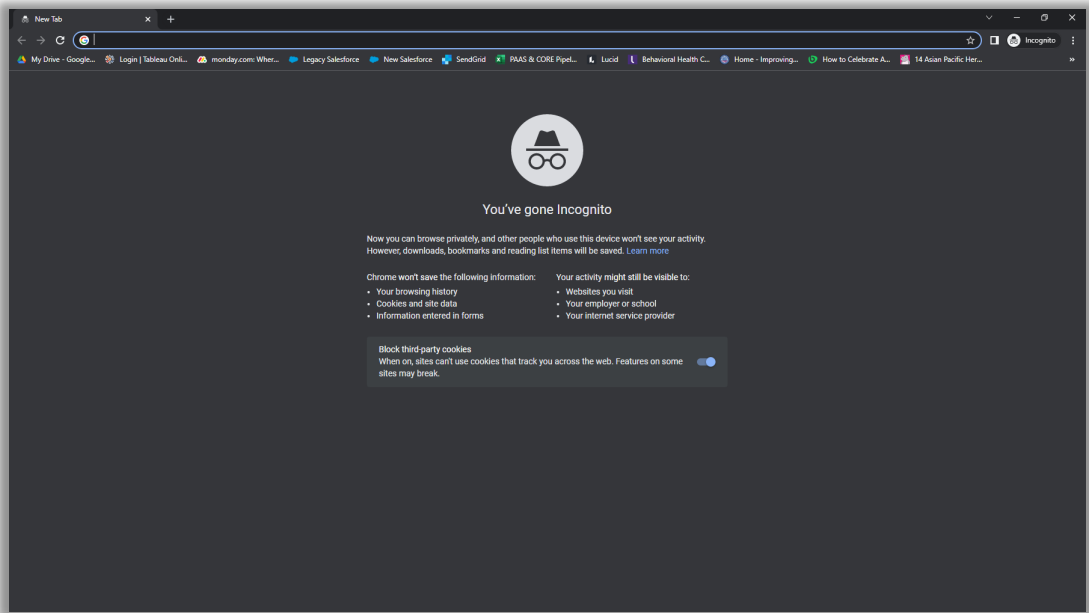 New Tab
Incognito
My Drive - Google... Login | Tableau Onli... monday.com: Wher... Legacy Salesforce New Salesforce SendGrid PAAS & CORE Pipel... Lucid Behavioral Health C... Home - Improving... How to Celebrate A... 14 Asian Pacific Her... »
You've gone Incognito
Now you can browse privately, and other people who use this device won't see your activity.
However, downloads, bookmarks and reading list items will be saved. Learn more
Chrome won't save the following information:
• Your browsing history
• Cookies and site data
• Information entered in forms
Your activity might still be visible to:
• Websites you visit
• Your employer or school
• Your internet service provider
Block third-party cookies
When on, sites can't use cookies that track you across the web. Features on some
sites may break.